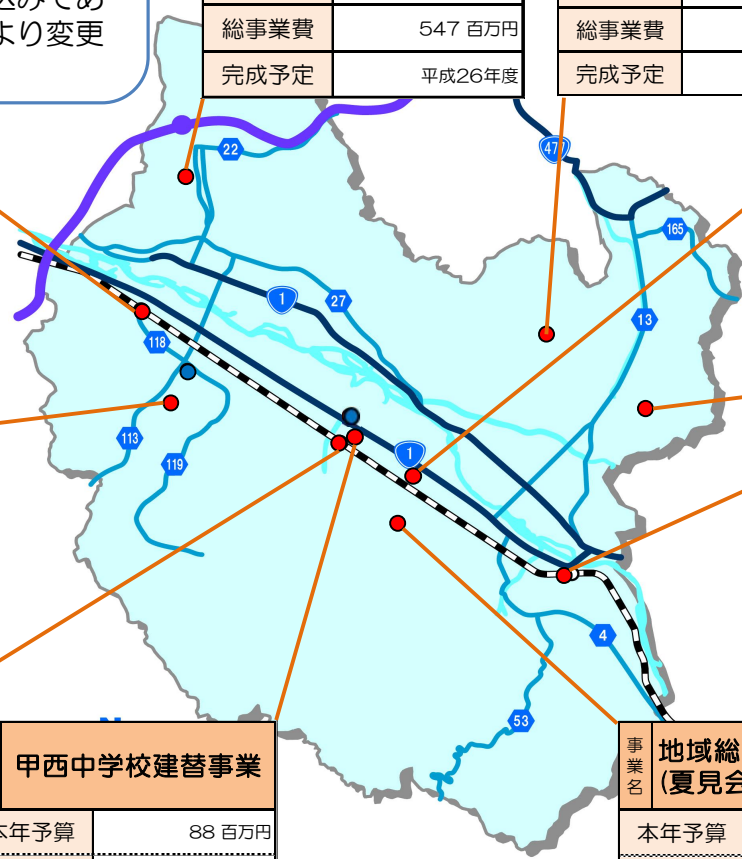 より変更
総事業費 547 百万円
完成予定 平成26年度
総事業費
完成予定
22
477
165
1
27
13
118
113
119
1
4
53
甲西中学校建替事業
本年予算 88 百万円
事業名 地域総
(夏見会
本年予算